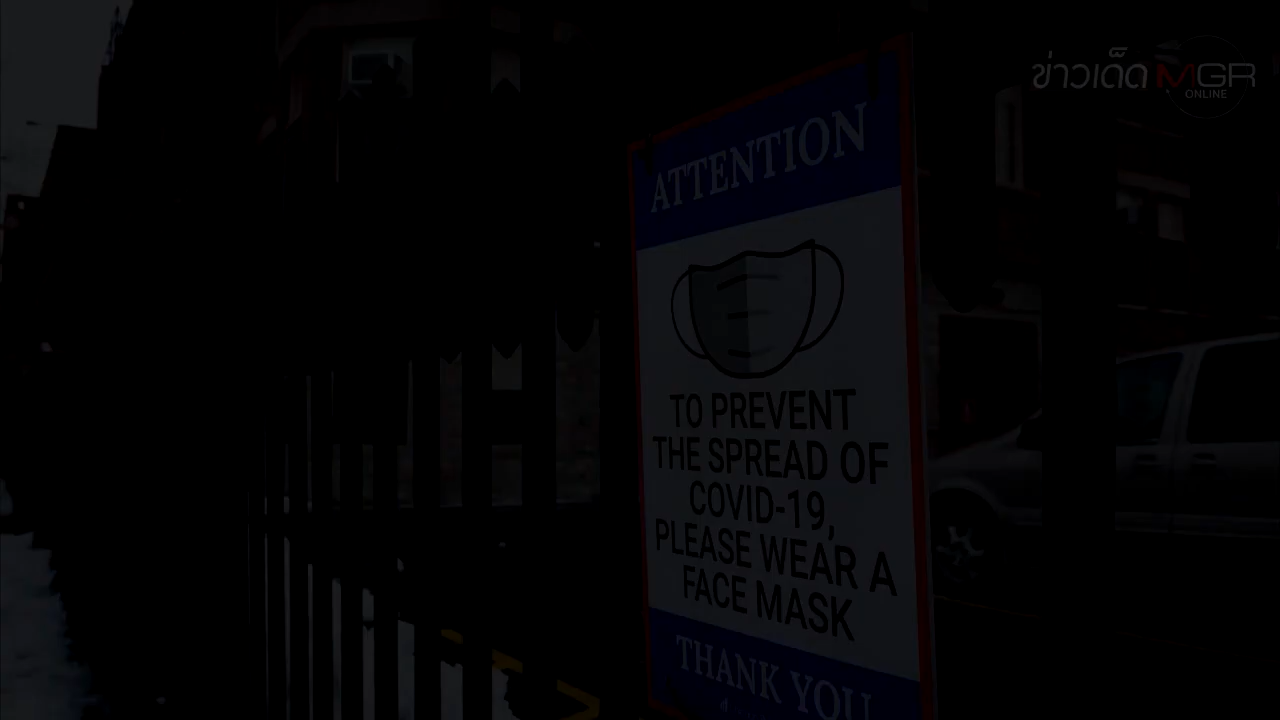 ข่าวเด็ด MGR
ONLINE
ATTENTION
TO PREVENT
THE SPREAD OF
COVID-19,
PLEASE WEAR A
FACE MASK
THANK YOU